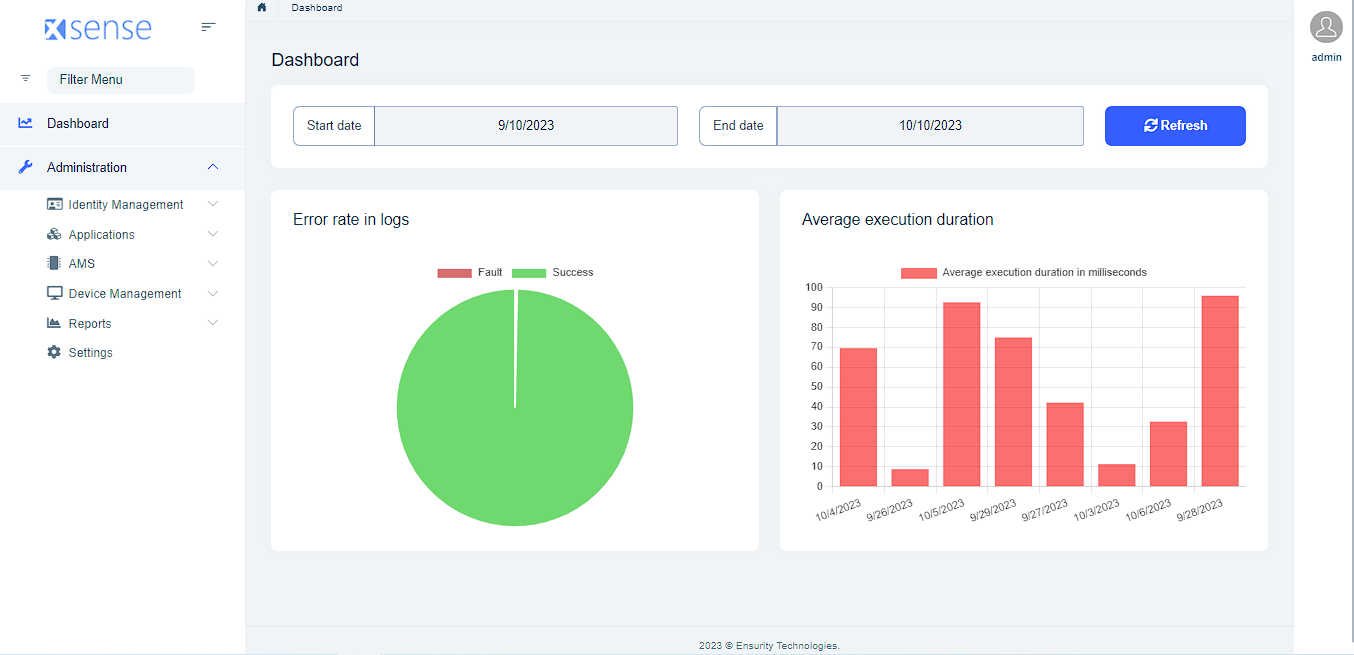 xsense
Dashboard
admin
Filter Menu
Dashboard
Administration
Identity Management
Applications
AMS
Device Management
Reports
Settings
Dashboard
Start date 9/10/2023 End date 10/10/2023 Refresh
Error rate in logs
Fault Success
Average execution duration
Average execution duration in milliseconds
100
90
80
70
60
50
40
30
20
10
0
10/4/2023 9/26/2023 10/5/2023 9/29/2023 9/27/2023 10/3/2023 10/6/2023 9/28/2023
2023 © Ensurity Technologies.